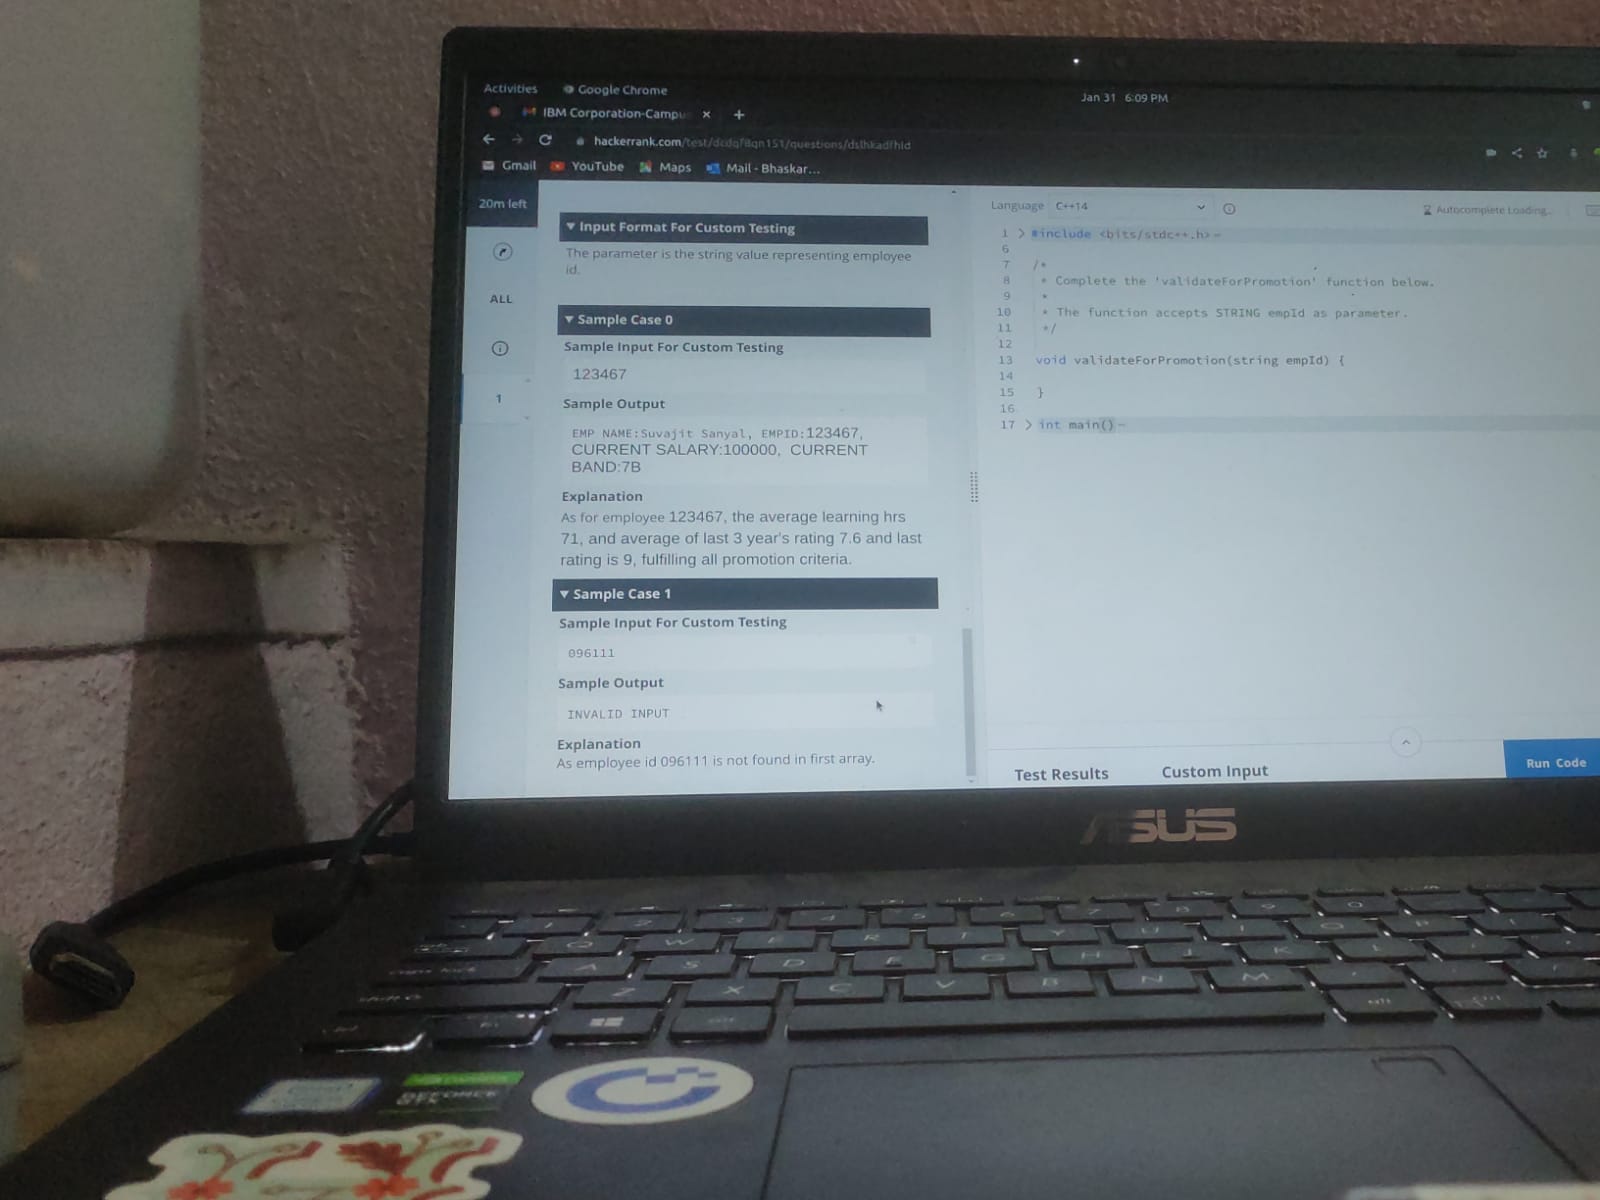 Activities Google Chrome
Jan 31 6:09 PM
IBM Corporation-Campu
hackerrank.com/test/dcdqf8qn151/questions/dslhkadfhld
Gmail YouTube Maps Mail - Bhaskar...
20m left
ALL
1
Input Format For Custom Testing
The parameter is the string value representing employee
id.
Sample Case 0
Sample Input For Custom Testing
123467
Sample Output
EMP NAME:Suvajit Sanyal, EMPID:123467,
CURRENT SALARY:100000, CURRENT
BAND:7B
Explanation
As for employee 123467, the average learning hrs
71, and average of last 3 year's rating 7.6 and last
rating is 9, fulfilling all promotion criteria.
Sample Case 1
Sample Input For Custom Testing
096111
Sample Output
INVALID INPUT
Explanation
As employee id 096111 is not found in first array.
Language C++14
Autocomplete Loading...
1 > #include <bits/stdc++.h>
6
7 /*
8 * Complete the 'validateForPromotion' function below.
9 *
10 * The function accepts STRING empId as parameter.
11 */
12
13 void validateForPromotion(string empId) {
14
15 }
16
17 > int main()
Test Results Custom Input Run Code
ASUS